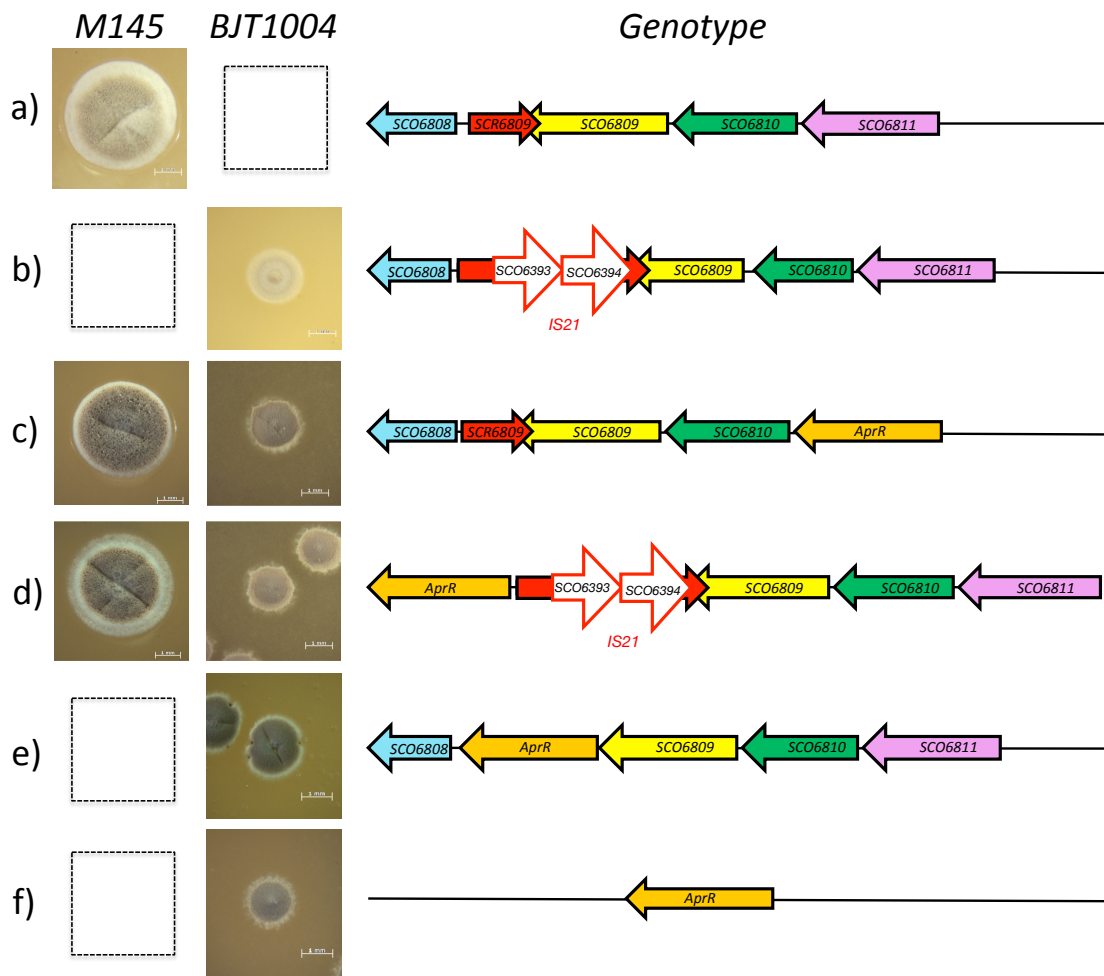 M145 BJT1004 Genotype
a) 1 mm SCO6808 SCR6809 SCO6809 SCO6810 SCO6811
b) 1 mm SCO6808 SCO6393 SCO6394 SCO6809 SCO6810 SCO6811
IS21
c) 1 mm 1 mm SCO6808 SCR6809 SCO6809 SCO6810 AprR
d) 1 mm 1 mm AprR SCO6393 SCO6394 SCO6809 SCO6810 SCO6811
IS21
e) 1 mm SCO6808 AprR SCO6809 SCO6810 SCO6811
f) 1 mm AprR